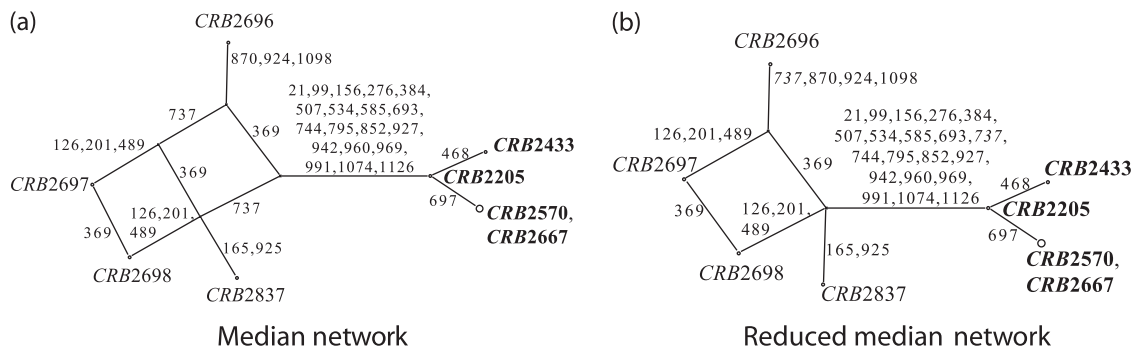 (a)
CRB2696
870,924,1098
21,99,156,276,384,
507,534,585,693,
744,795,852,927,
942,960,969,
991,1074,1126
737
369
126,201,489
369
468
CRB2433
CRB2205
CRB2697
697
CRB2570,
CRB2667
126,201,
489
737
369
165,925
CRB2698
CRB2837
Median network
(b)
CRB2696
737,870,924,1098
21,99,156,276,384,
507,534,585,693,737,
744,795,852,927,
942,960,969,
991,1074,1126
126,201,489
369
CRB2697
468
CRB2433
CRB2205
369
126,201,
489
697
CRB2570,
CRB2667
CRB2698
165,925
CRB2837
Reduced median network